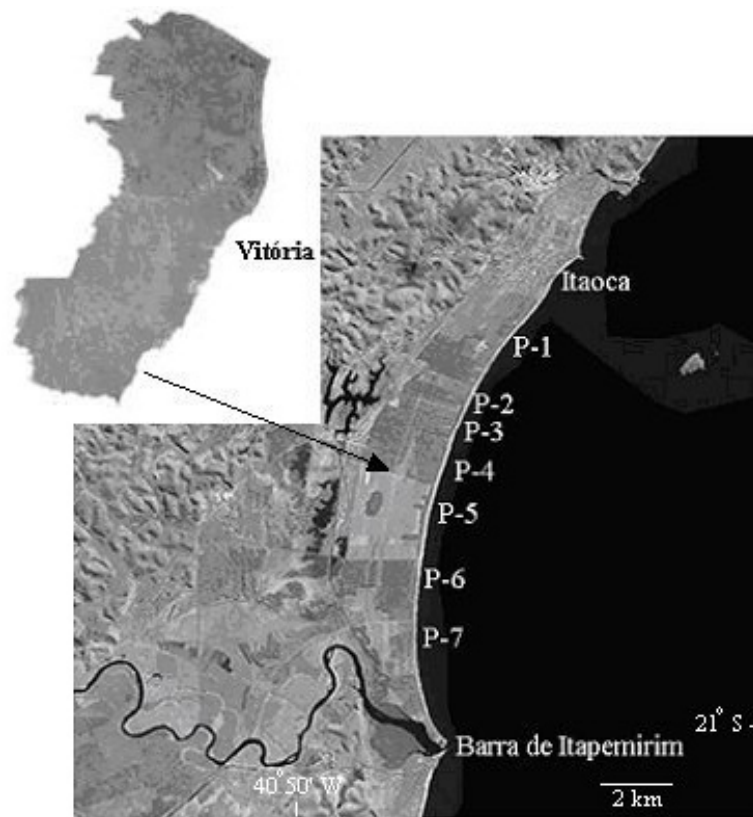 Vitória
Itaoca
P-1
P-2
P-3
P-4
P-5
P-6
P-7
21° S
Barra de Itapemirim
40° 50' W
2 km